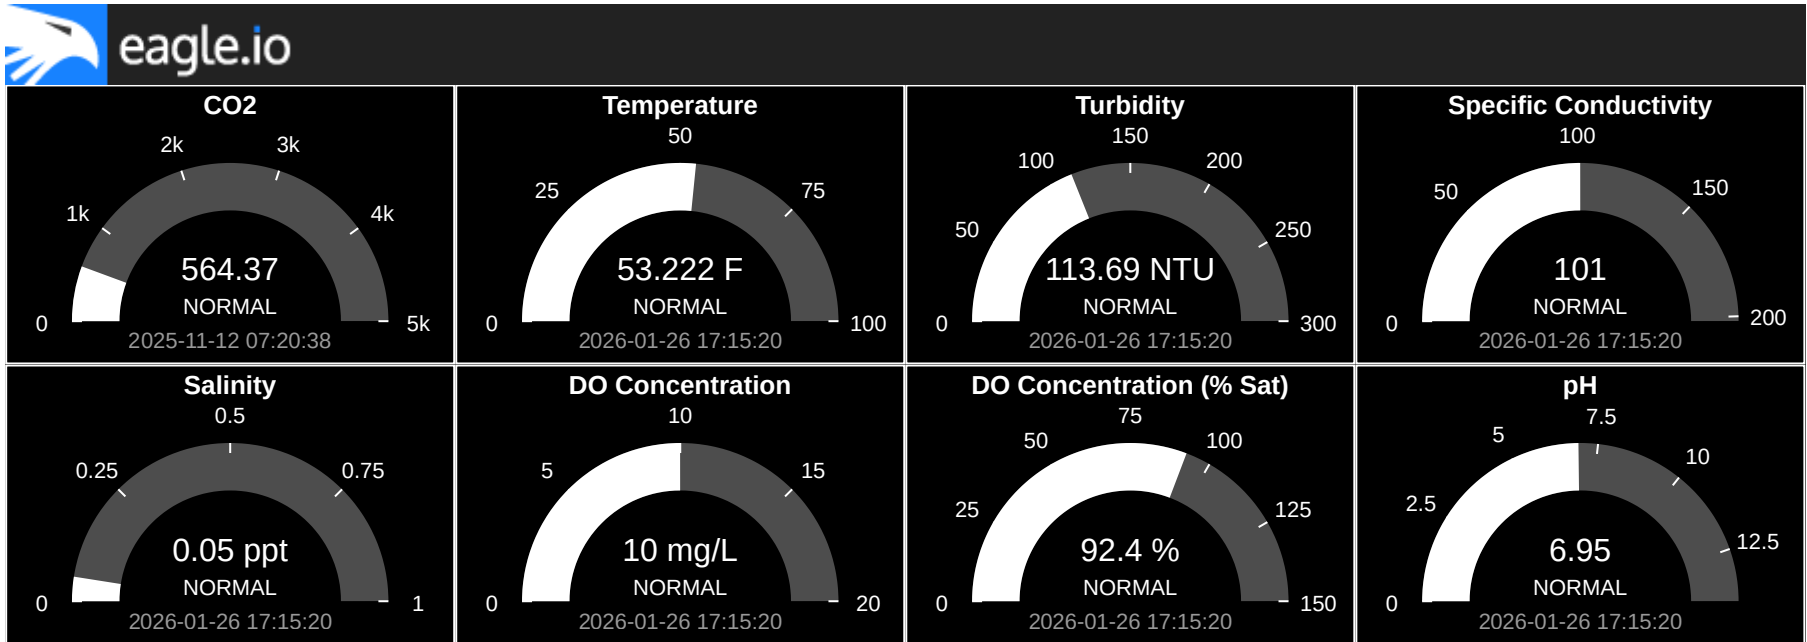 eagle.io
CO2
0
1k
2k
3k
4k
5k
564.37
NORMAL
2025-11-12 07:20:38
Temperature
0
25
50
75
100
53.222 F
NORMAL
2026-01-26 17:15:20
Turbidity
0
50
100
150
200
250
300
113.69 NTU
NORMAL
2026-01-26 17:15:20
Specific Conductivity
0
50
100
150
200
101
NORMAL
2026-01-26 17:15:20
Salinity
0
0.25
0.5
0.75
1
0.05 ppt
NORMAL
2026-01-26 17:15:20
DO Concentration
0
5
10
15
20
10 mg/L
NORMAL
2026-01-26 17:15:20
DO Concentration (% Sat)
0
25
50
75
100
125
150
92.4 %
NORMAL
2026-01-26 17:15:20
pH
0
2.5
5
7.5
10
12.5
6.95
NORMAL
2026-01-26 17:15:20